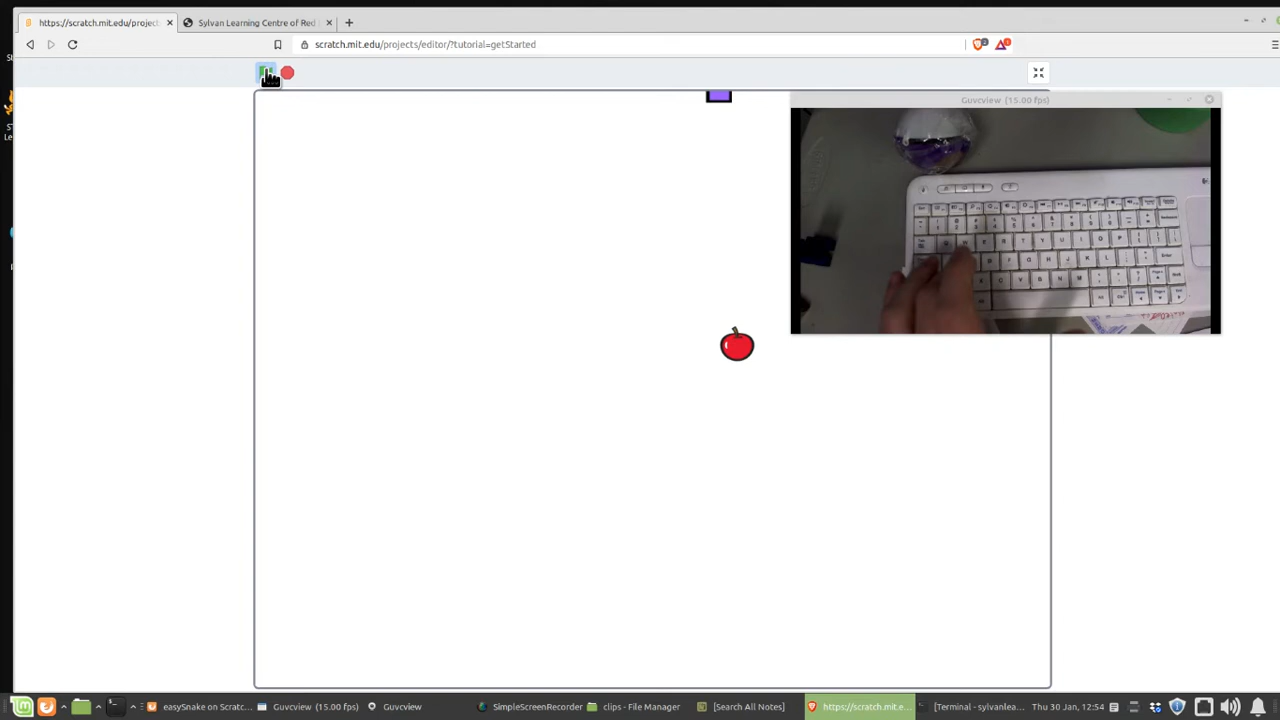 https://scratch.mit.edu/projec
Sylvan Learning Centre of Red
scratch.mit.edu/projects/editor/?tutorial=getStarted
Guvcview (15.00 fps)
easySnake on Scratc...
Guvcview (15.00 fps)
Guvcview
SimpleScreenRecorder
clips - File Manager
[Search All Notes]
https://scratch.mit.e...
[Terminal - sylvanlea...
Thu 30 Jan, 12:54